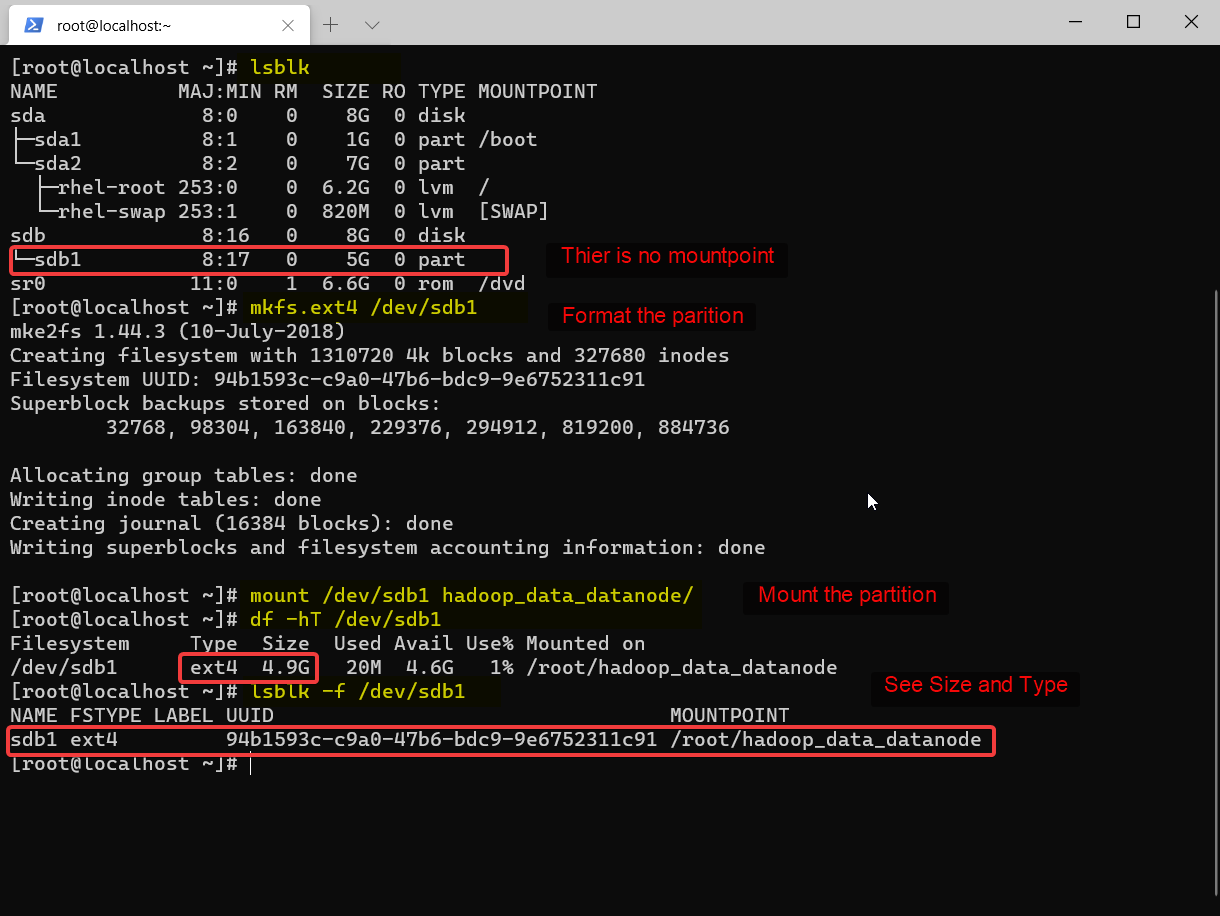 root@localhost:~
[root@localhost ~]# lsblk
NAME          MAJ:MIN RM  SIZE RO TYPE MOUNTPOINT
sda             8:0    0    8G  0 disk
├─sda1          8:1    0    1G  0 part /boot
└─sda2          8:2    0    7G  0 part
  ├─rhel-root 253:0    0  6.2G  0 lvm  /
  └─rhel-swap 253:1    0  820M  0 lvm  [SWAP]
sdb             8:16   0    8G  0 disk
└─sdb1          8:17   0    5G  0 part
Thier is no mountpoint
sr0            11:0    1  6.6G  0 rom  /dvd
[root@localhost ~]# mkfs.ext4 /dev/sdb1
Format the parition
mke2fs 1.44.3 (10-July-2018)
Creating filesystem with 1310720 4k blocks and 327680 inodes
Filesystem UUID: 94b1593c-c9a0-47b6-bdc9-9e6752311c91
Superblock backups stored on blocks:
        32768, 98304, 163840, 229376, 294912, 819200, 884736
Allocating group tables: done
Writing inode tables: done
Creating journal (16384 blocks): done
Writing superblocks and filesystem accounting information: done
[root@localhost ~]# mount /dev/sdb1 hadoop_data_datanode/
Mount the partition
[root@localhost ~]# df -hT /dev/sdb1
Filesystem     Type  Size  Used Avail Use% Mounted on
/dev/sdb1      ext4  4.9G   20M  4.6G   1% /root/hadoop_data_datanode
See Size and Type
[root@localhost ~]# lsblk -f /dev/sdb1
NAME FSTYPE LABEL UUID                                 MOUNTPOINT
sdb1 ext4         94b1593c-c9a0-47b6-bdc9-9e6752311c91 /root/hadoop_data_datanode
[root@localhost ~]#